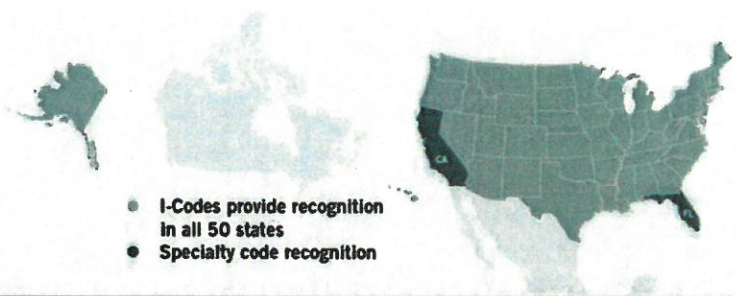 I-Codes provide recognition
in all 50 states
Specialty code recognition
CA
FL